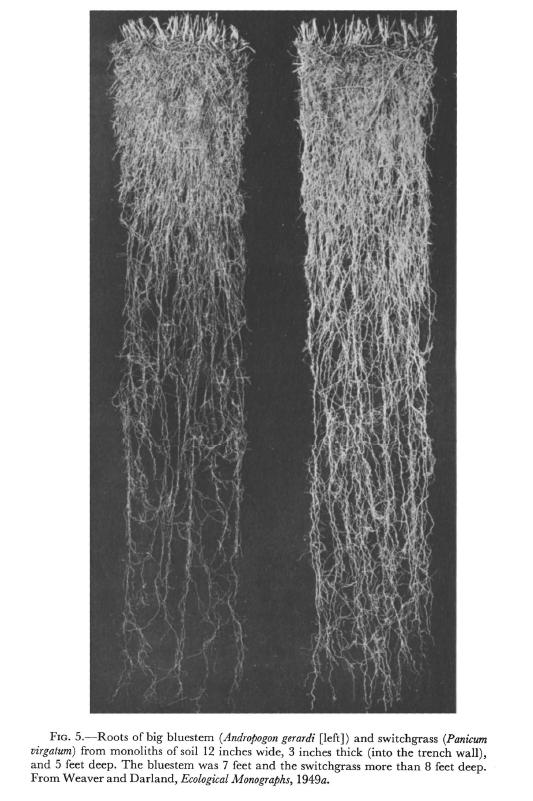 FIG. 5.—Roots of big bluestem (Andropogon gerardi [left]) and switchgrass (Panicum
virgatum) from monoliths of soil 12 inches wide, 3 inches thick (into the trench wall),
and 5 feet deep. The bluestem was 7 feet and the switchgrass more than 8 feet deep.
From Weaver and Darland, Ecological Monographs, 1949a.